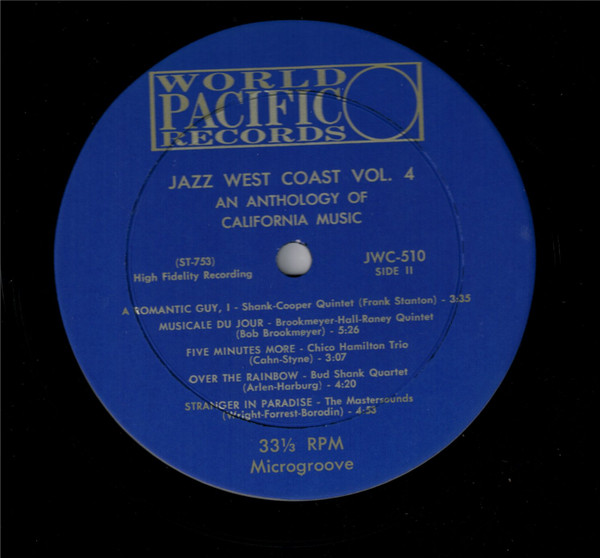 WORLD
PACIFIC
RECORDS
JAZZ WEST COAST VOL. 4
AN ANTHOLOGY OF
CALIFORNIA MUSIC
(ST-753)
High Fidelity Recording
JWC-510
SIDE II
A ROMANTIC GUY, I - Shank-Cooper Quintet (Frank Stanton) - 3:35
MUSICALE DU JOUR - Brookmeyer-Hall-Raney Quintet
(Bob Brookmeyer) - 5:26
FIVE MINUTES MORE - Chico Hamilton Trio
(Cahn-Styne) - 3:07
OVER THE RAINBOW - Bud Shank Quartet
(Arlen-Harburg) - 4:20
STRANGER IN PARADISE - The Mastersounds
(Wright-Forrest-Borodin) - 4:53
33⅓ RPM
Microgroove